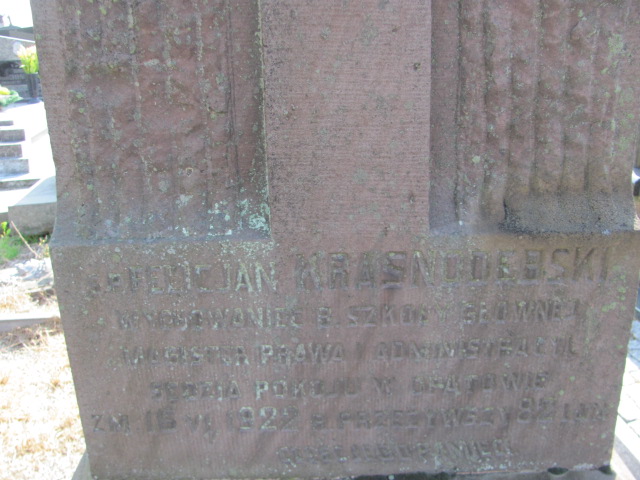 FELICJAN KRASNODĘBSKI
WYCHOWANIEC B. SZKOŁY GŁÓWNEJ
MAGISTER PRAWA I ADMINISTRACJI
SĘDZIA POKOJU W OPATOWIE
ZM. 16 VI 1922 R. PRZEŻYWSZY 82 LAT